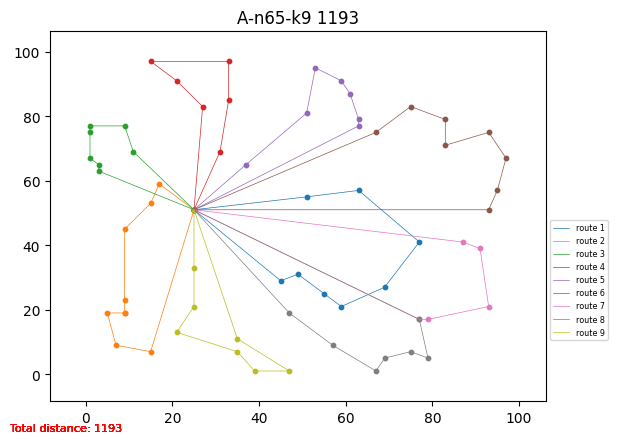 A-n65-k9 1193
100
80
60
40
20
0
0 20 40 60 80 100
route 1
route 2
route 3
route 4
route 5
route 6
route 7
route 8
route 9
Total distance: 1193